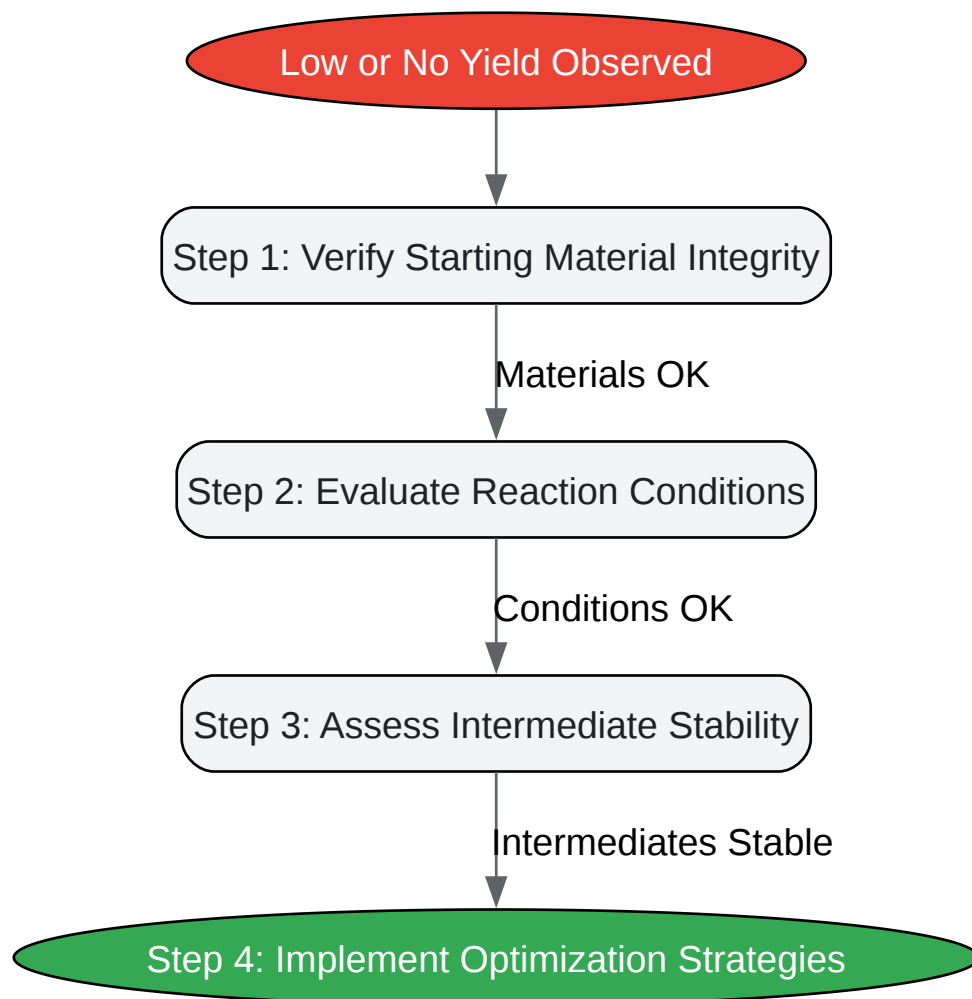 Low or No Yield Observed
Step 1: Verify Starting Material Integrity
Materials OK
Step 2: Evaluate Reaction Conditions
Conditions OK
Step 3: Assess Intermediate Stability
Intermediates Stable
Step 4: Implement Optimization Strategies